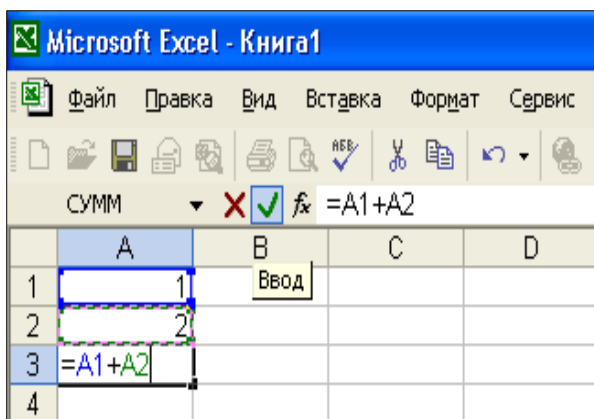 Microsoft Excel - Книга1
Файл Правка Вид Вставка Формат Сервис
АБВ
СУММ fx =A1+A2
A B C D
Ввод
1 1
2 2
3 =A1+A2
4